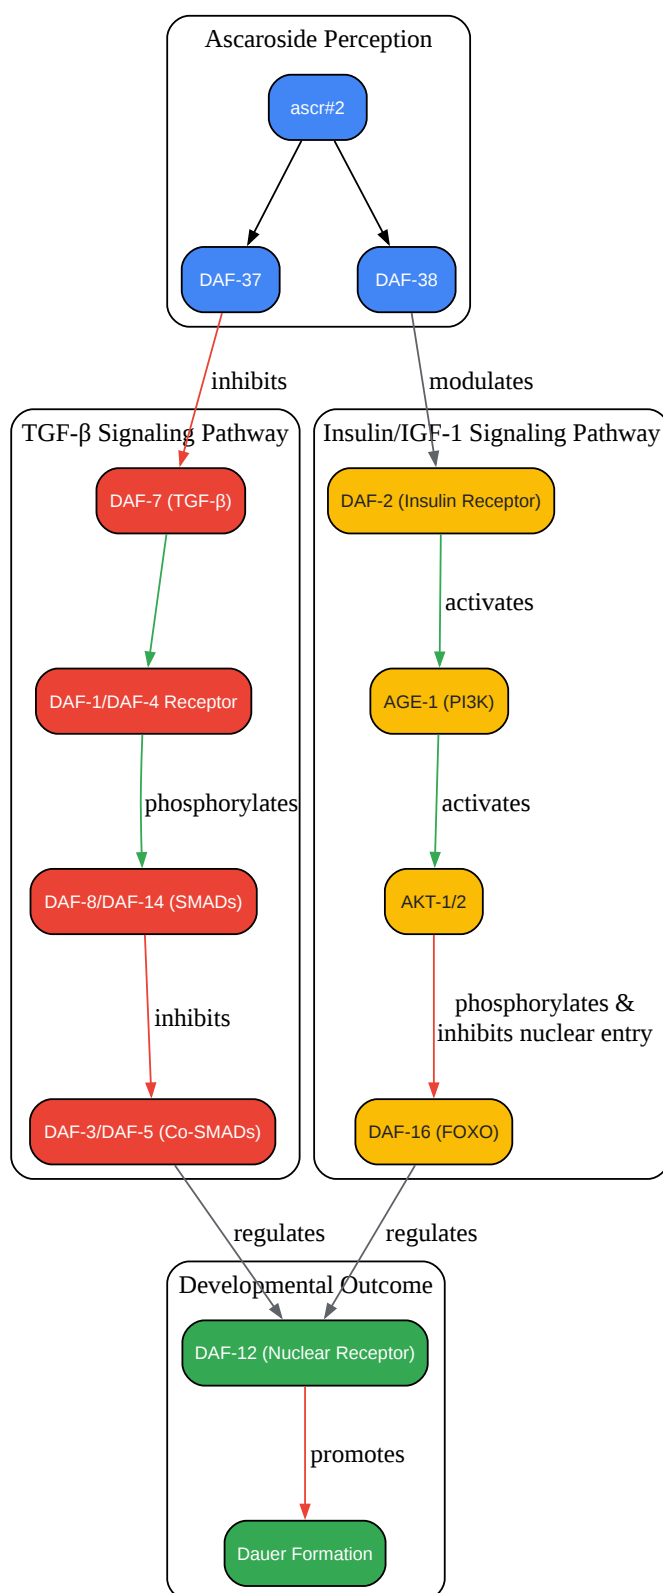 Ascaroside Perception
ascr#2
DAF-37
DAF-38
inhibits
modulates
TGF-β Signaling Pathway
Insulin/IGF-1 Signaling Pathway
DAF-7 (TGF-β)
DAF-2 (Insulin Receptor)
activates
DAF-1/DAF-4 Receptor
AGE-1 (PI3K)
phosphorylates
activates
DAF-8/DAF-14 (SMADs)
AKT-1/2
inhibits
phosphorylates &
inhibits nuclear entry
DAF-3/DAF-5 (Co-SMADs)
DAF-16 (FOXO)
regulates
regulates
Developmental Outcome
DAF-12 (Nuclear Receptor)
promotes
Dauer Formation